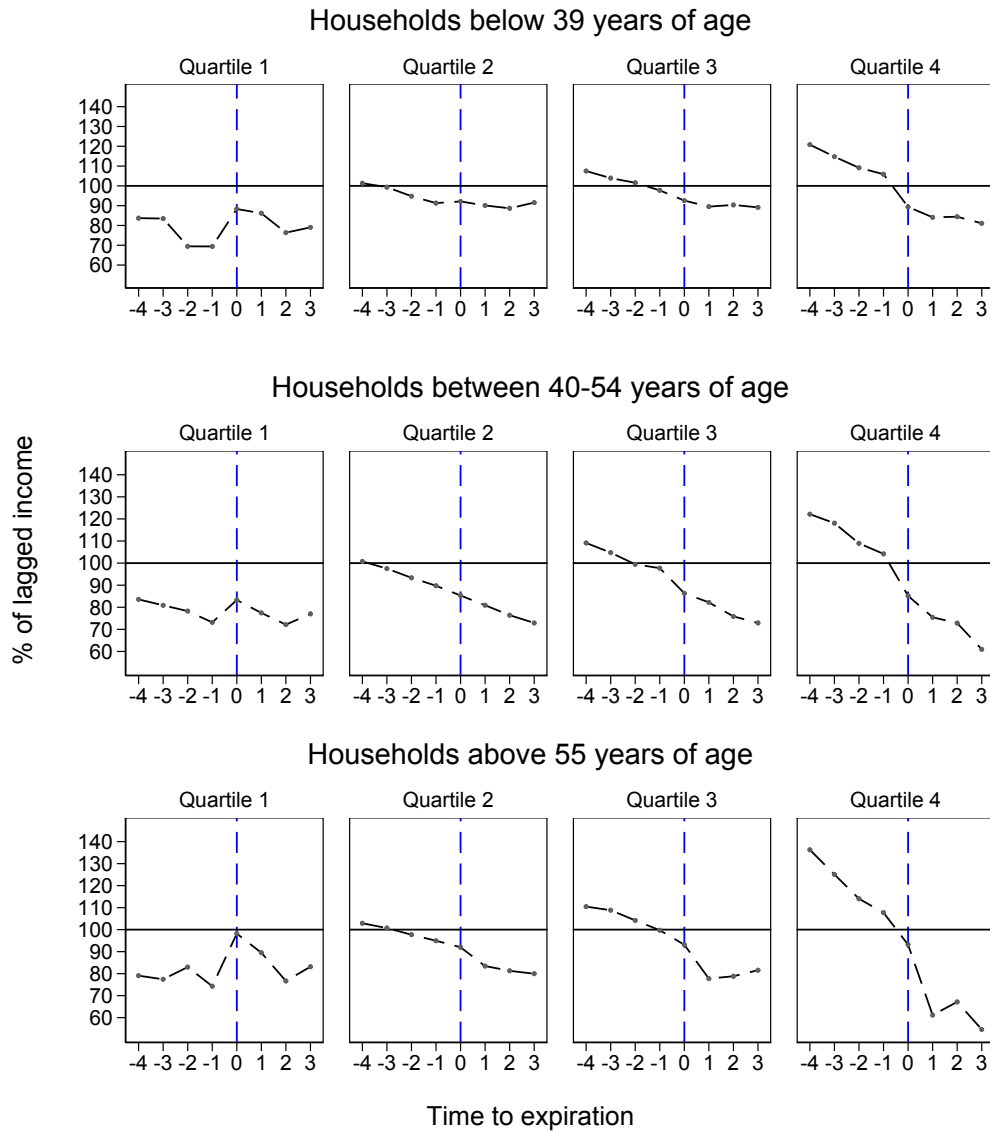 Households below 39 years of age
Quartile 1 Quartile 2 Quartile 3 Quartile 4
140
130
120
110
100
90
80
70
60
-4 -3 -2 -1 0 1 2 3 -4 -3 -2 -1 0 1 2 3 -4 -3 -2 -1 0 1 2 3 -4 -3 -2 -1 0 1 2 3
Households between 40-54 years of age
Quartile 1 Quartile 2 Quartile 3 Quartile 4
% of lagged income
140
130
120
110
100
90
80
70
60
-4 -3 -2 -1 0 1 2 3 -4 -3 -2 -1 0 1 2 3 -4 -3 -2 -1 0 1 2 3 -4 -3 -2 -1 0 1 2 3
Households above 55 years of age
Quartile 1 Quartile 2 Quartile 3 Quartile 4
140
130
120
110
100
90
80
70
60
-4 -3 -2 -1 0 1 2 3 -4 -3 -2 -1 0 1 2 3 -4 -3 -2 -1 0 1 2 3 -4 -3 -2 -1 0 1 2 3
Time to expiration